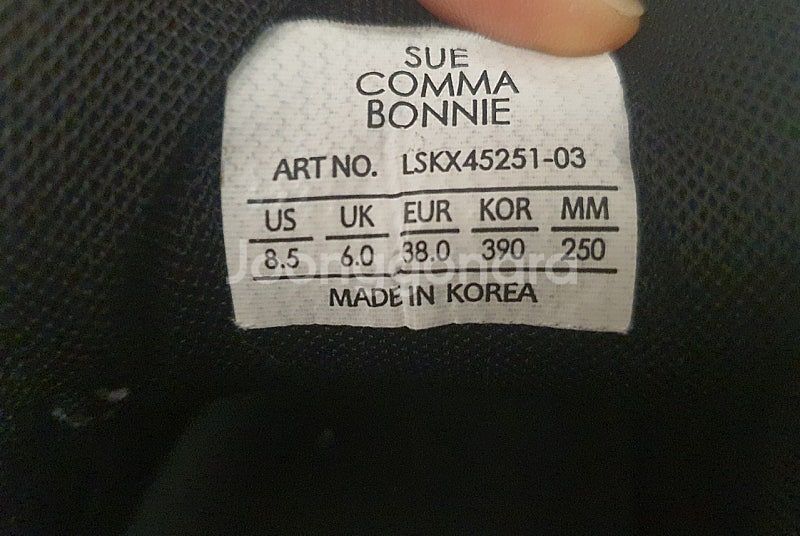 SUE
COMMA
BONNIE
ART NO. LSKX45251-03
US UK EUR KOR MM
8.5 6.0 38.0 390 250
Joonggonara
MADE IN KOREA